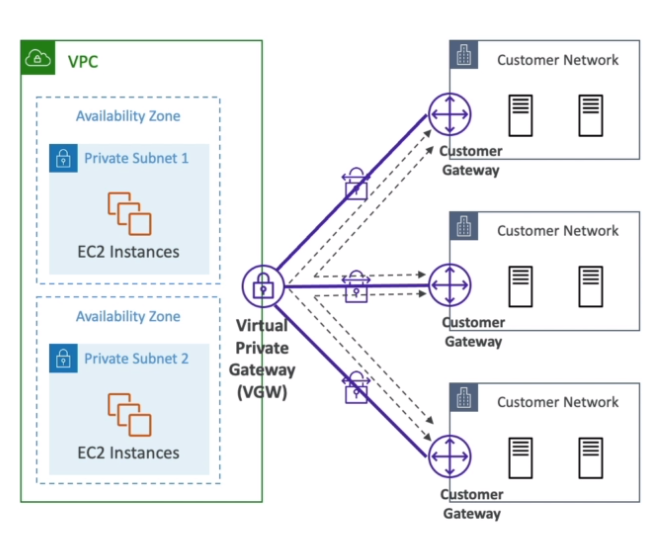 VPC
Availability Zone
Private Subnet 1
EC2 Instances
Availability Zone
Private Subnet 2
EC2 Instances
Virtual
Private
Gateway
(VGW)
Customer Network
Customer
Gateway
Customer Network
Customer
Gateway
Customer Network
Customer
Gateway